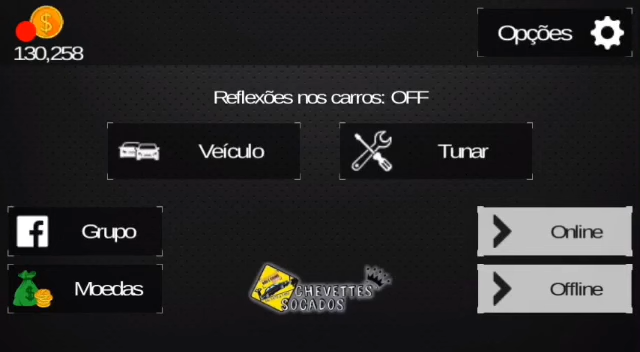 130,258
Opções
Reflexões nos carros: OFF
Veículo
Tunar
Grupo
Online
Moedas
Offline
CHEVETTES
SOCADOS